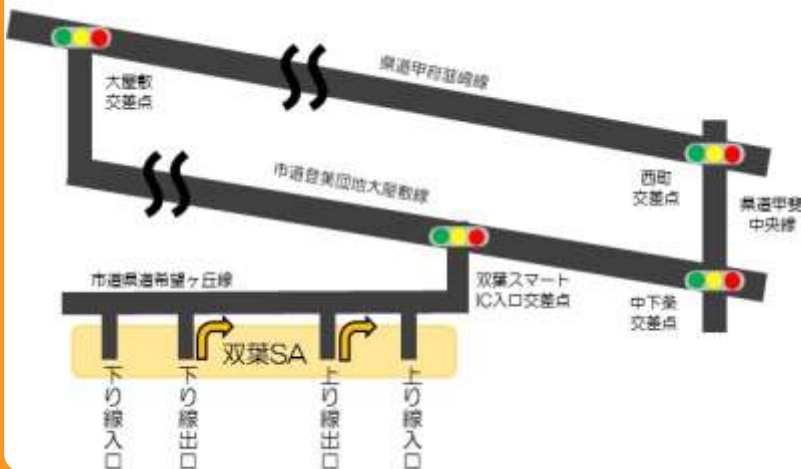 大屋敷
交差点
県道甲府韮崎線
市道登美団地大屋敷線
西町
交差点
県道甲斐
中央線
市道県道希望ヶ丘線
双葉スマート
IC入口交差点
中下条
交差点
双葉SA
下り線入口
下り線出口
上り線出口
上り線入口